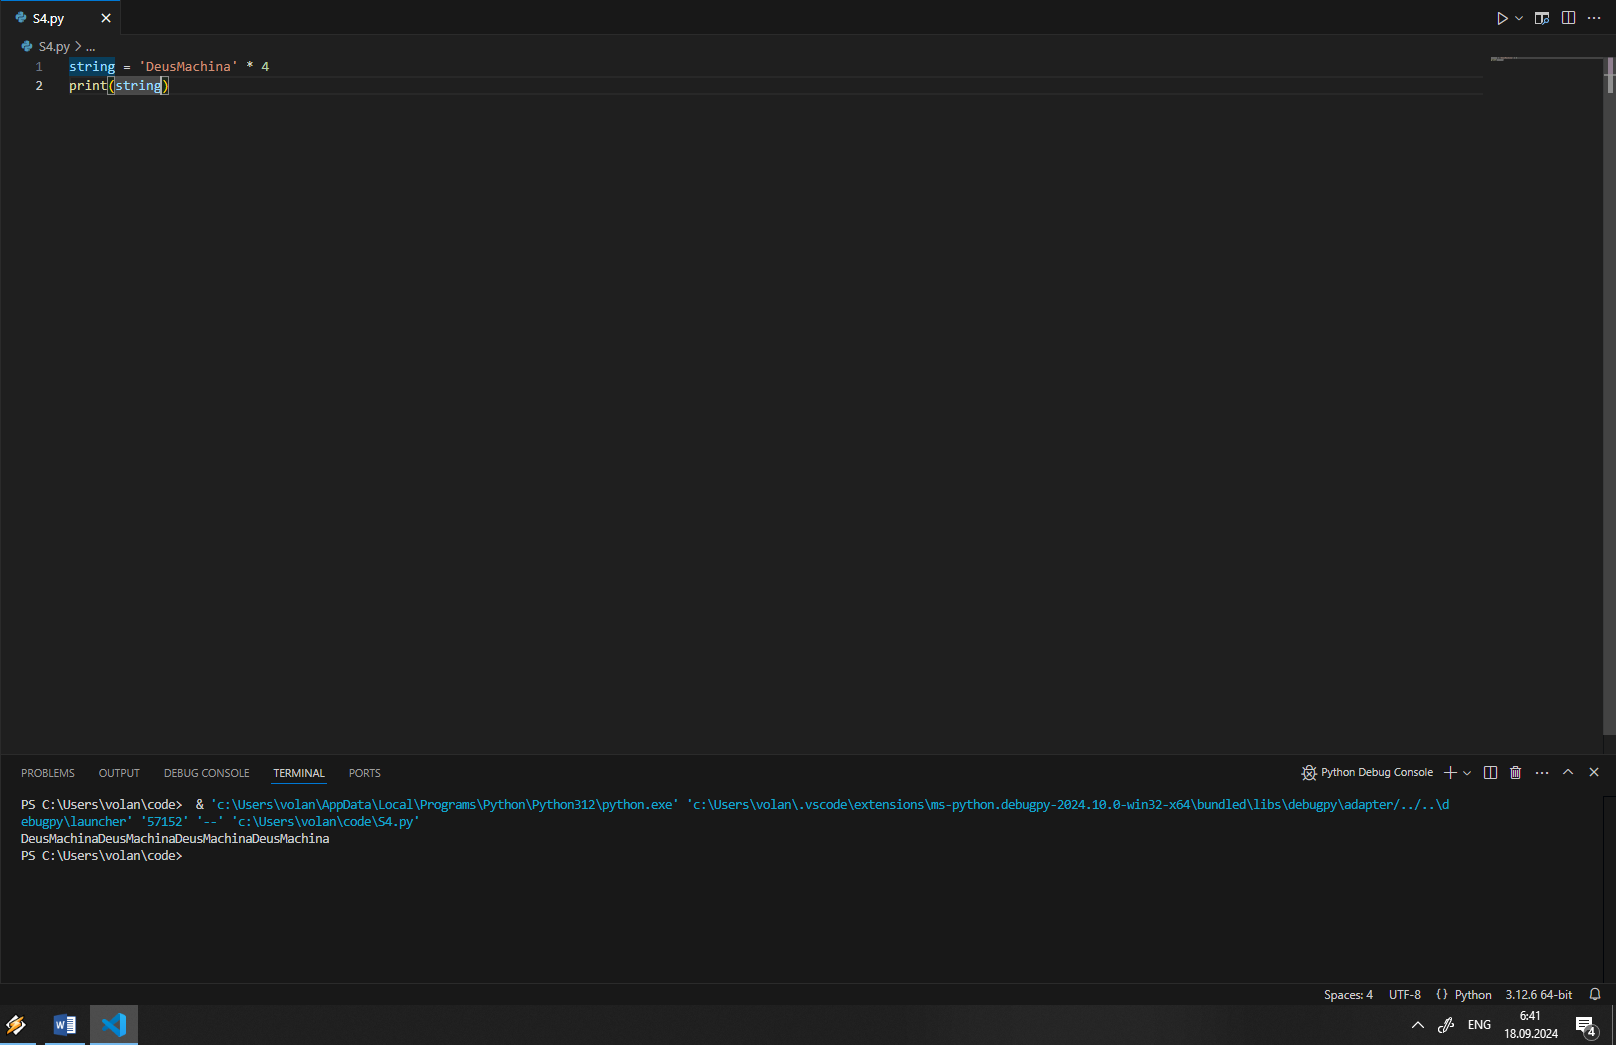 S4.py
S4.py > ...
1 string = 'DeusMachina' * 4
2 print(string)
PROBLEMS OUTPUT DEBUG CONSOLE TERMINAL PORTS Python Debug Console
PS C:\Users\volan\code>  & 'c:\Users\volan\AppData\Local\Programs\Python\Python312\python.exe' 'c:\Users\volan\.vscode\extensions\ms-python.debugpy-2024.10.0-win32-x64\bundled\libs\debugpy\adapter/../..\d
ebugpy\launcher' '57152' '--' 'c:\Users\volan\code\S4.py'
DeusMachinaDeusMachinaDeusMachinaDeusMachina
PS C:\Users\volan\code>
Spaces: 4 UTF-8 {} Python 3.12.6 64-bit
W
ENG
6:41
18.09.2024
4